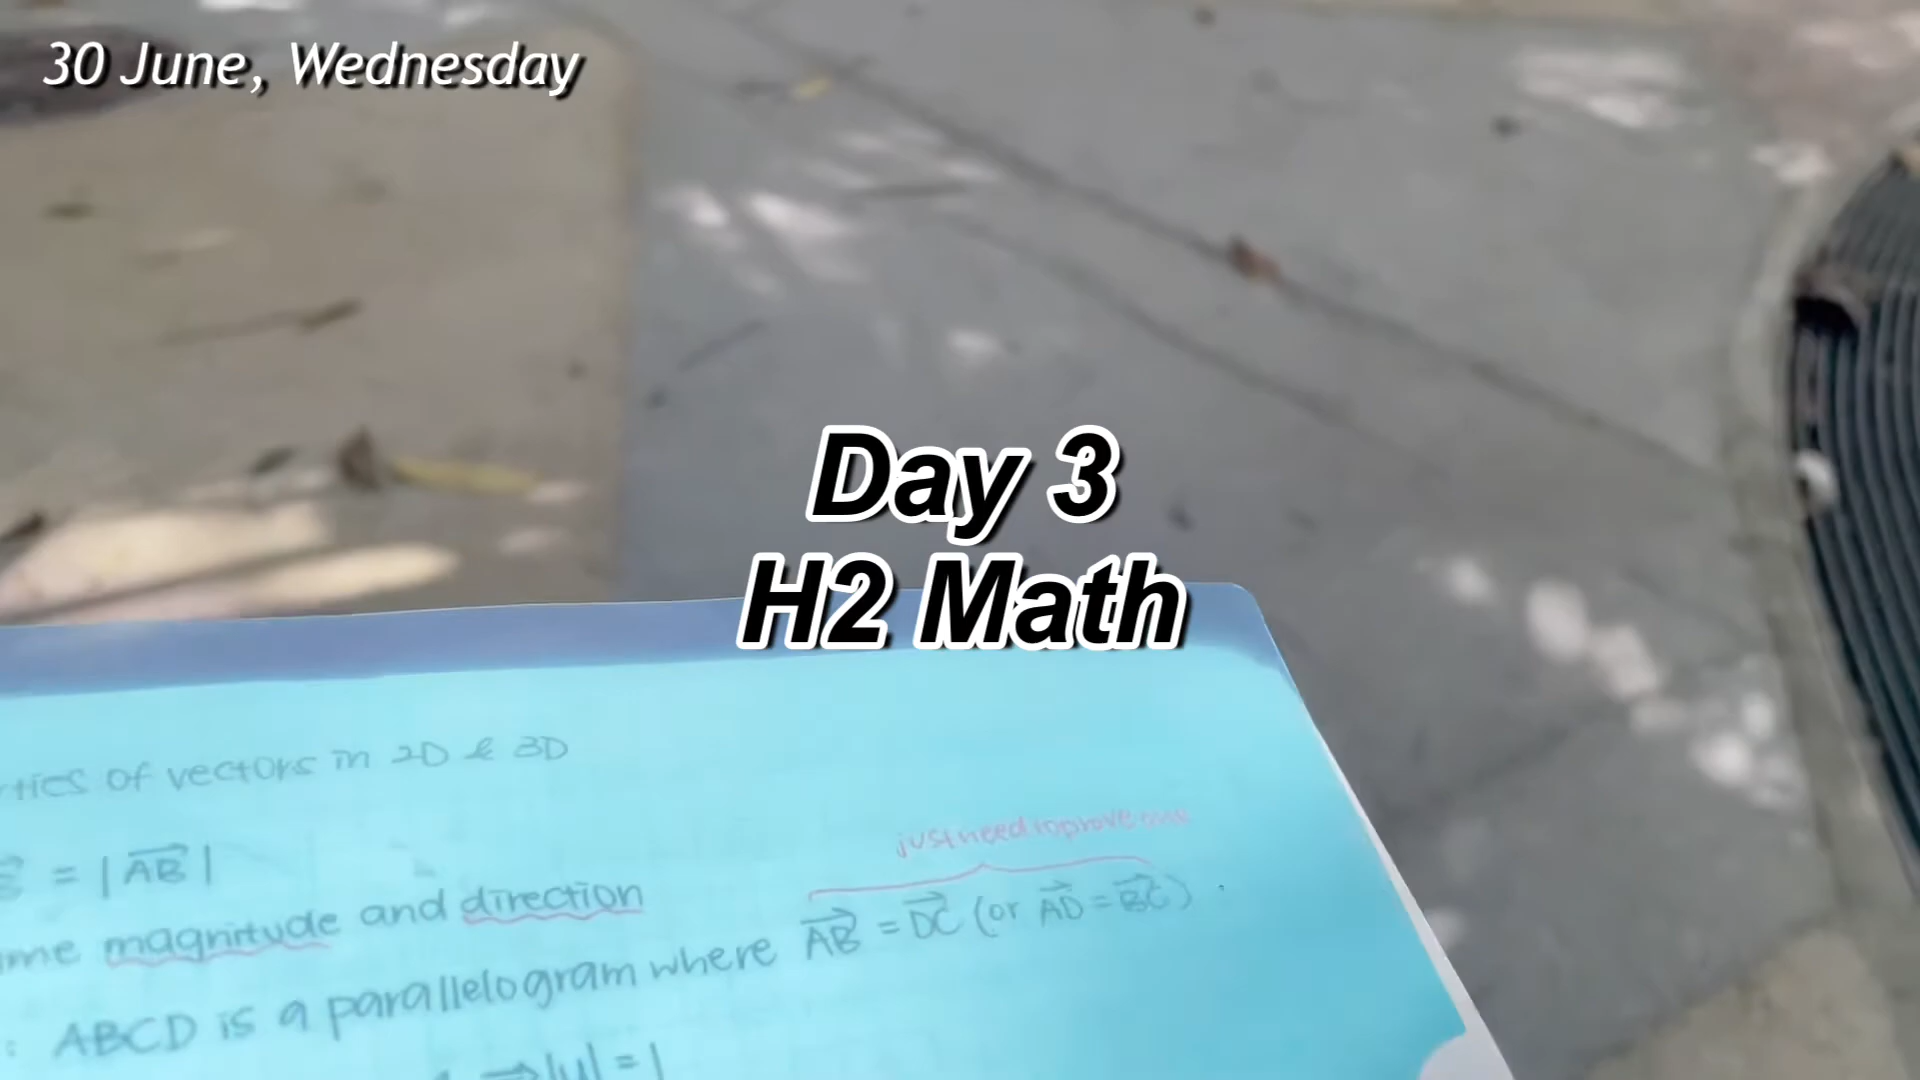 30 June, Wednesday
Day 3
H2 Math
of vectors in 2D & 3D
= |AB|
just need to prove one
magnitude and direction
AB = DC (or AD = BC)
ABCD is a parallelogram where
⇒ |u| = 1